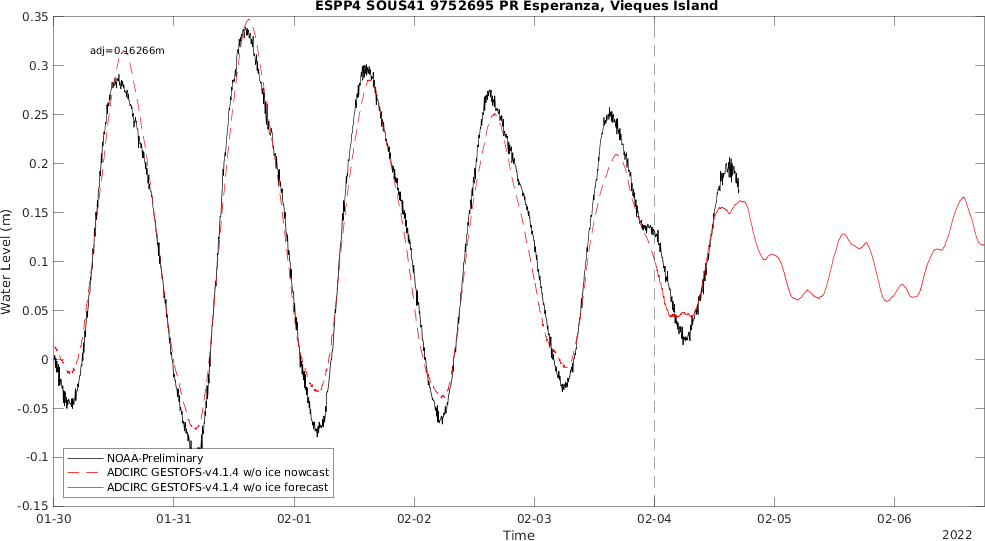 ESPP4 SOUS41 9752695 PR Esperanza, Vieques Island
0.35
adj=0.16266m
0.3
0.25
0.2
0.15
0.1
0.05
0
-0.05
-0.1
-0.15
Water Level (m)
NOAA-Preliminary
ADCIRC GESTOFS-v4.1.4 w/o ice nowcast
ADCIRC GESTOFS-v4.1.4 w/o ice forecast
01-30 01-31 02-01 02-02 02-03 02-04 02-05 02-06
Time
2022